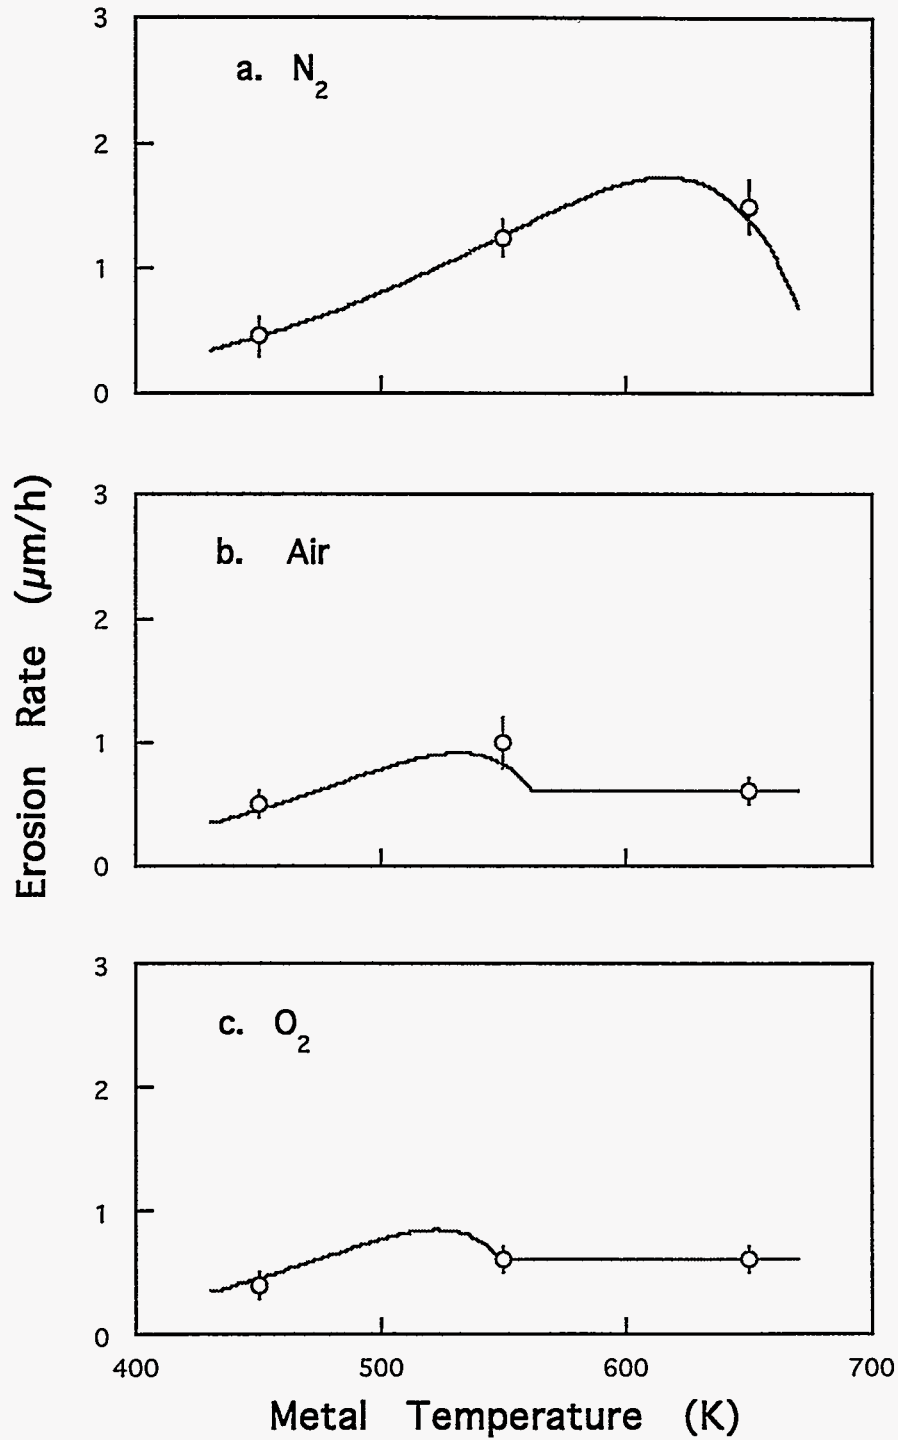 3
a. N2
2
1
0
Erosion Rate (μm/h)
3
b. Air
2
1
0
3
c. O2
2
1
0
400 500 600 700
Metal Temperature (K)